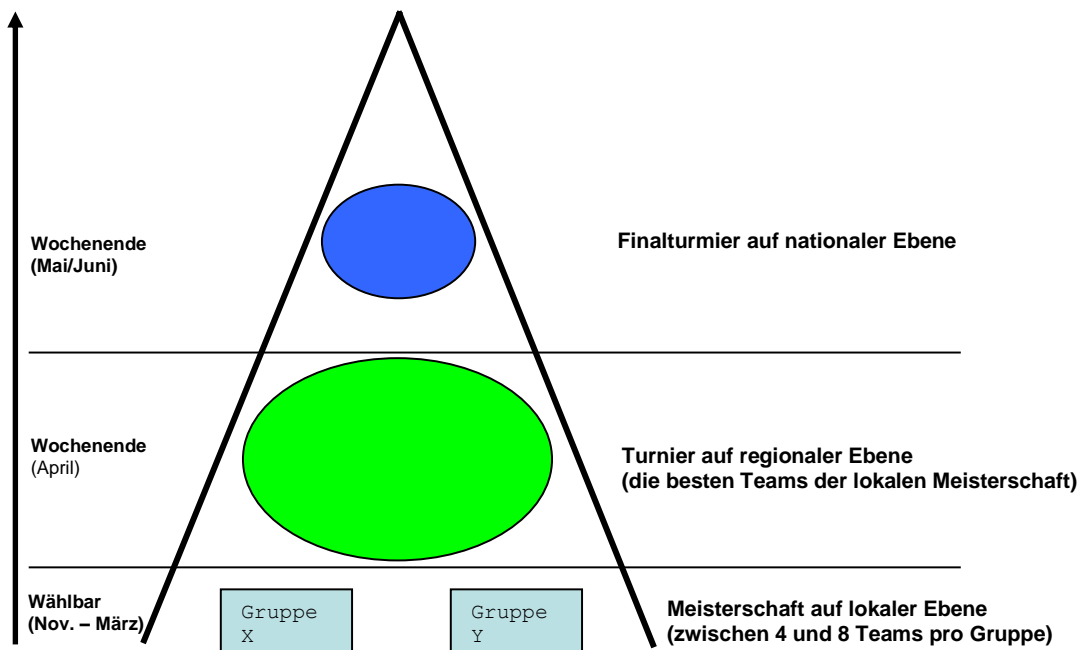 Wochenende
(Mai/Juni)
Finalturmier auf nationaler Ebene
Wochenende
(April)
Turnier auf regionaler Ebene
(die besten Teams der lokalen Meisterschaft)
Wählbar
(Nov. – März)
Gruppe
X
Gruppe
Y
Meisterschaft auf lokaler Ebene
(zwischen 4 und 8 Teams pro Gruppe)